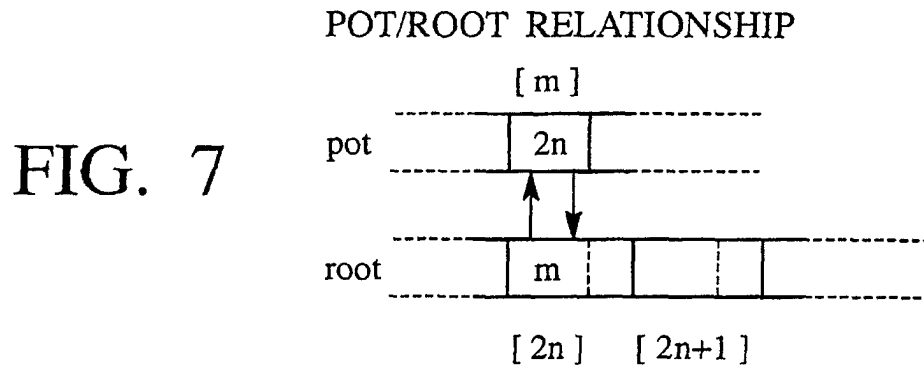 POT/ROOT RELATIONSHIP
[ m ]
FIG. 7
pot
2n
root
m
[ 2n ] [ 2n+1 ]